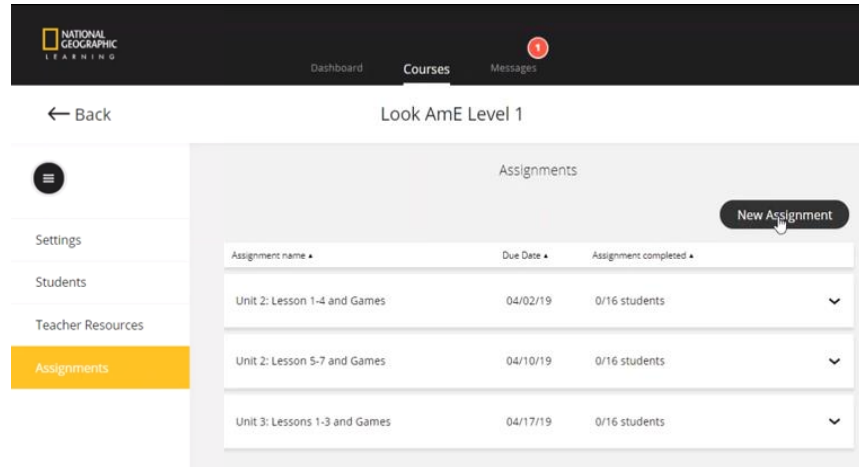 NATIONAL
GEOGRAPHIC
LEARNING
Dashboard
Courses
Messages
1
← Back
Look AmE Level 1
Assignments
New Assignment
Settings
Students
Teacher Resources
Assignments
Assignment name ▴ Due Date ▴ Assignment completed ▴
Unit 2: Lesson 1-4 and Games 04/02/19 0/16 students
Unit 2: Lesson 5-7 and Games 04/10/19 0/16 students
Unit 3: Lessons 1-3 and Games 04/17/19 0/16 students